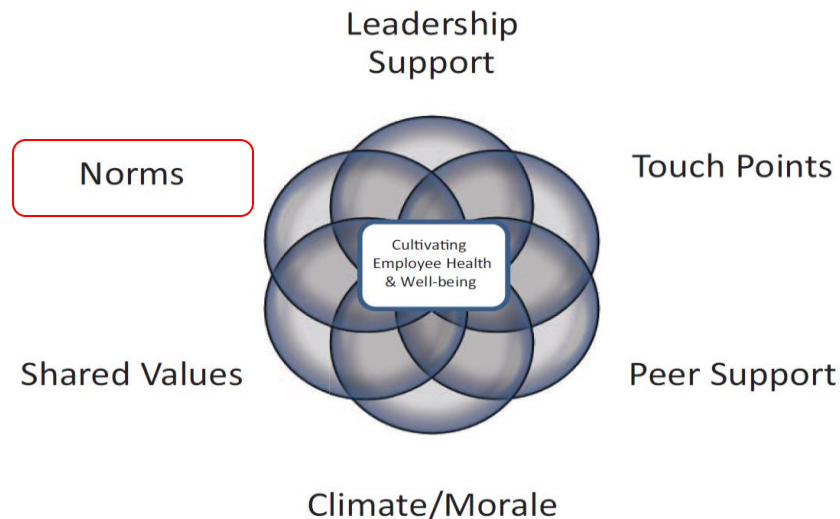 Leadership
Support
Norms
Touch Points
Cultivating
Employee Health
& Well-being
Shared Values
Peer Support
Climate/Morale